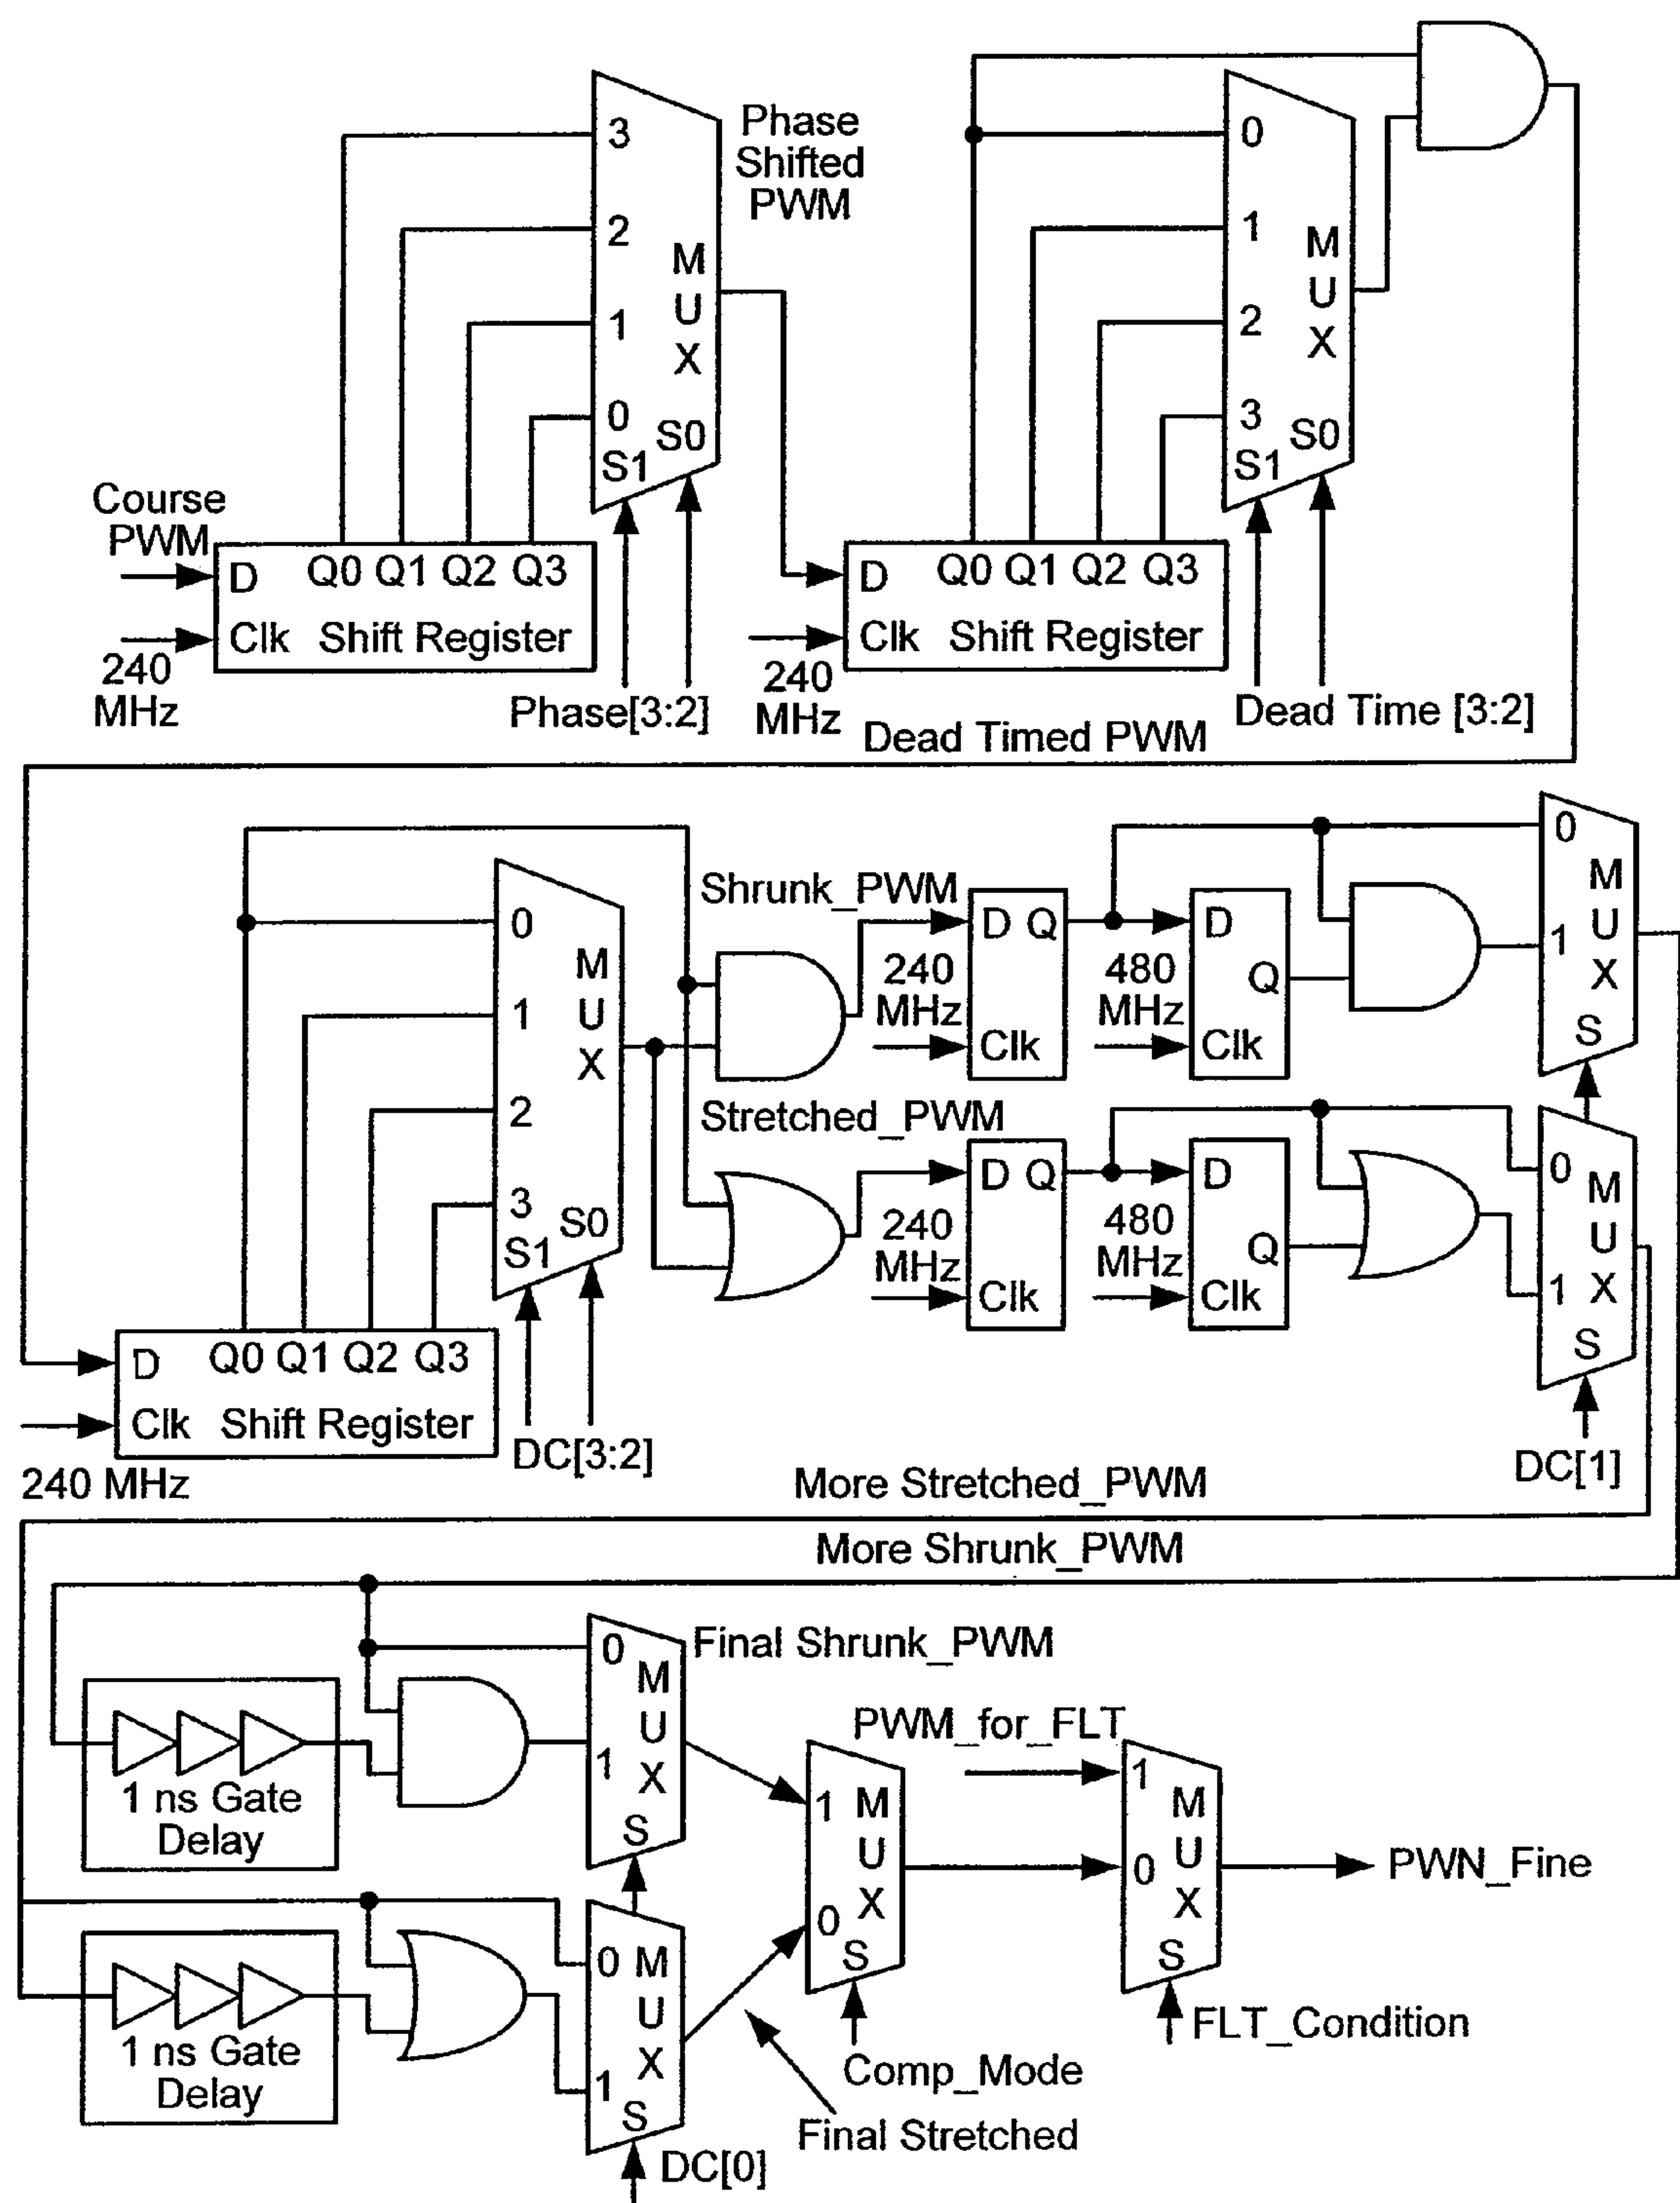 Phase
Shifted
PWM
3
2
1
0
M
U
X
S1
S0
0
1
2
3
M
U
X
S1
S0
Course
PWM
D
Q0 Q1 Q2 Q3
Clk Shift Register
240
MHz
Phase[3:2]
D
Q0 Q1 Q2 Q3
Clk Shift Register
240
MHz
Dead Time [3:2]
Dead Timed PWM
0
1
2
3
M
U
X
S1
S0
Shrunk_PWM
D Q
240
MHz
Clk
480
MHz
D
Q
Clk
0
1
M
U
X
S
Stretched_PWM
D Q
240
MHz
Clk
480
MHz
D
Q
Clk
0
1
M
U
X
S
D
Q0 Q1 Q2 Q3
Clk Shift Register
240 MHz
DC[3:2]
DC[1]
More Stretched_PWM
More Shrunk_PWM
0
1
M
U
X
S
Final Shrunk_PWM
1 ns Gate
Delay
PWM_for_FLT
1
0
M
U
X
S
1
0
M
U
X
S
PWN_Fine
0
1
M
U
X
S
1 ns Gate
Delay
FLT_Condition
Comp_Mode
Final Stretched
DC[0]